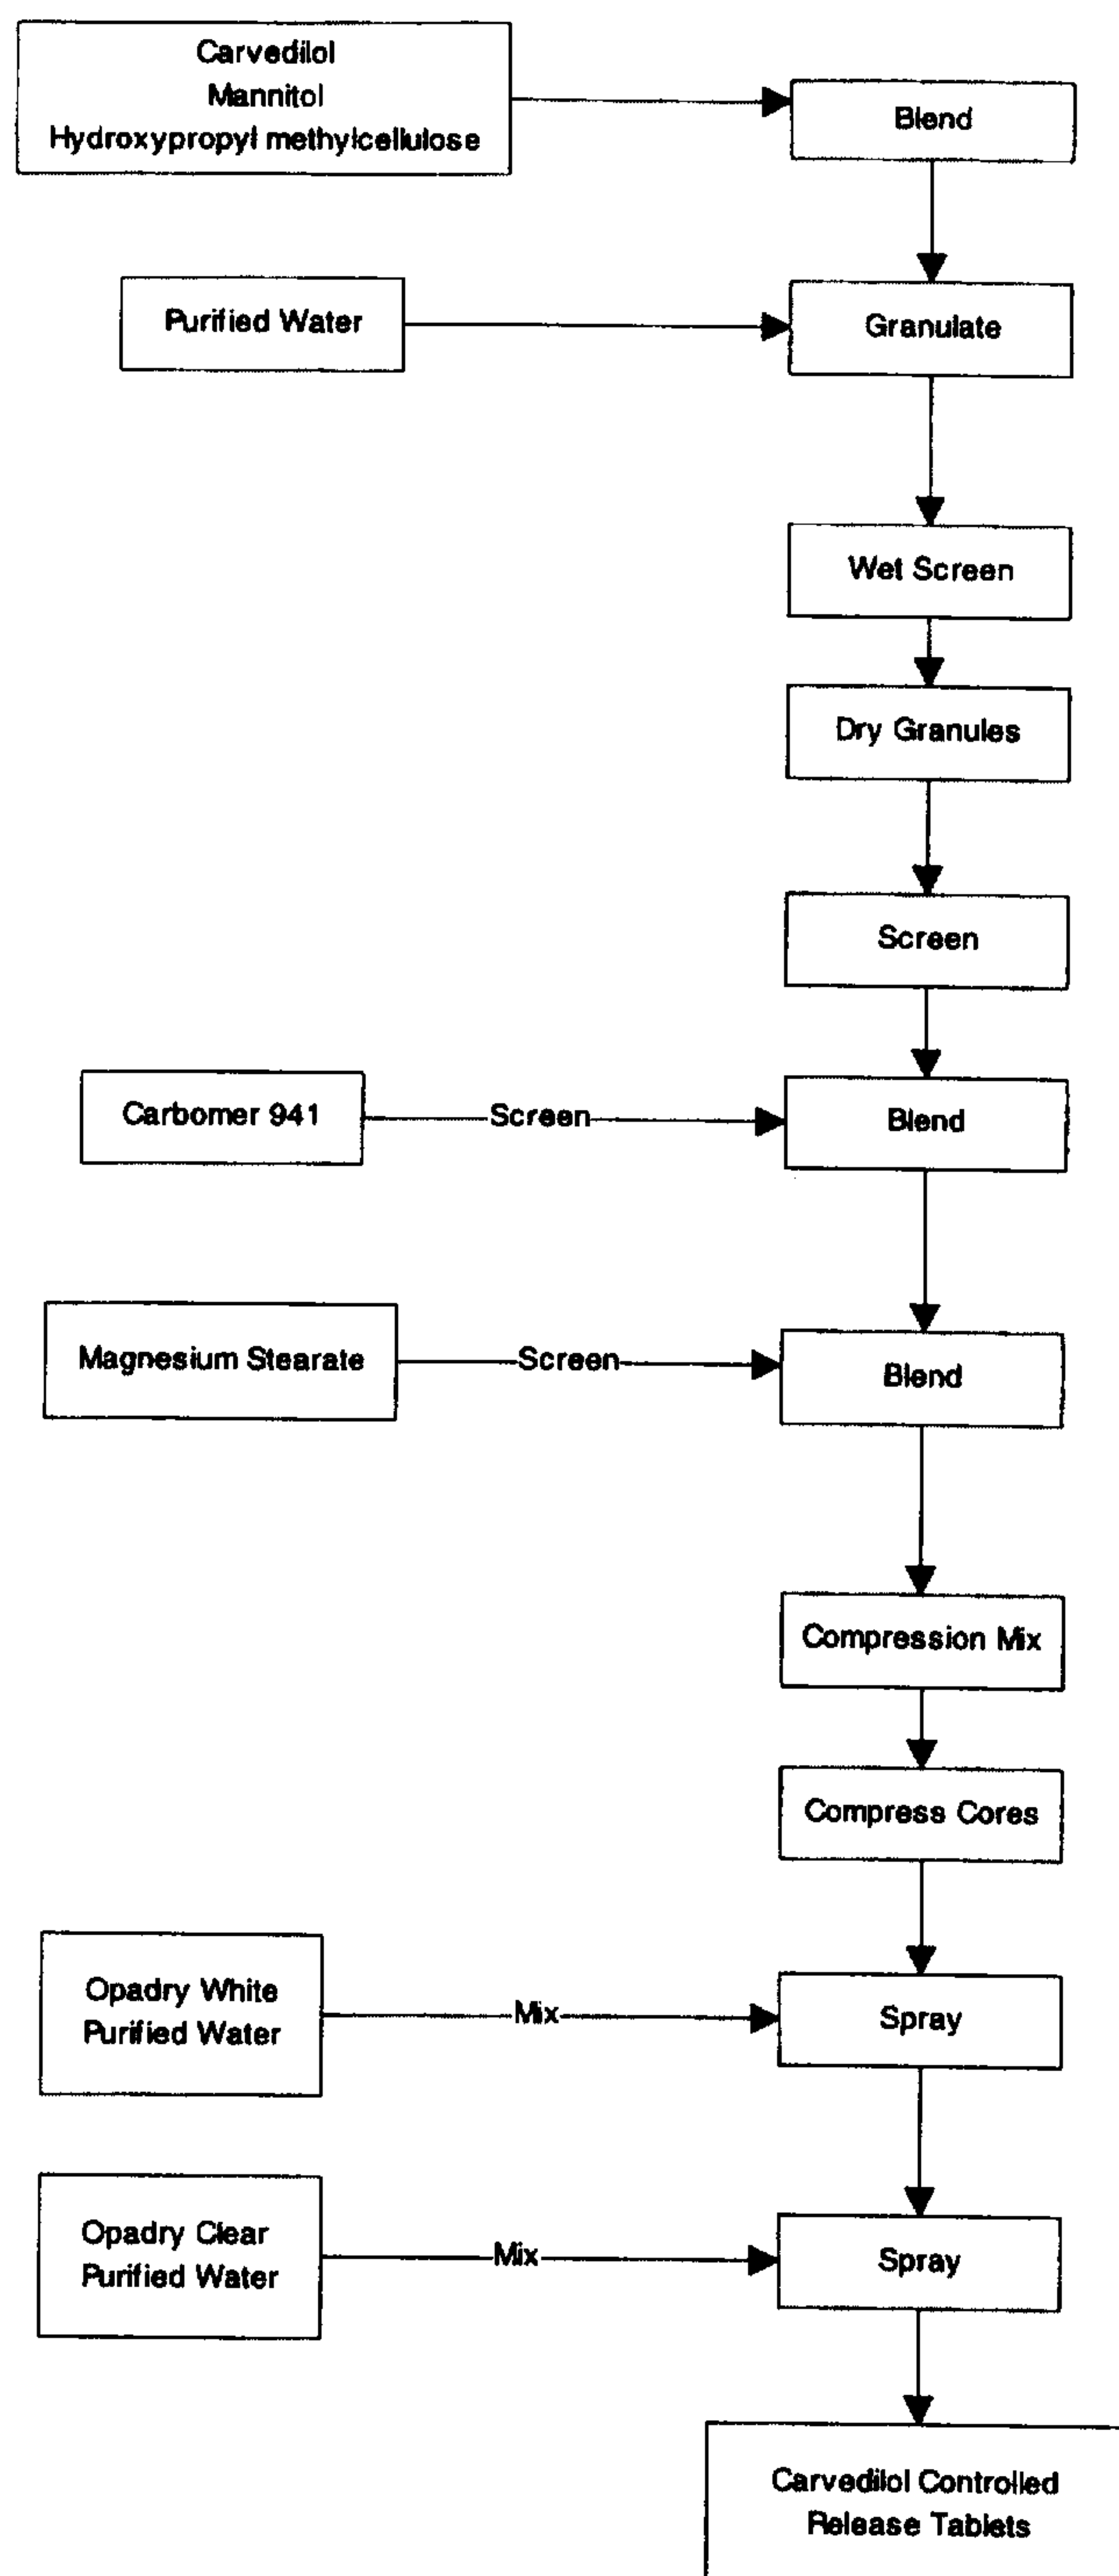 Carvedilol
Mannitol
Hydroxypropyl methylcellulose
Blend
Purified Water
Granulate
Wet Screen
Dry Granules
Screen
Carbomer 941
Screen
Blend
Magnesium Stearate
Screen
Blend
Compression Mix
Compress Cores
Opadry White
Purified Water
Mix
Spray
Opadry Clear
Purified Water
Mix
Spray
Carvedilol Controlled
Release Tablets